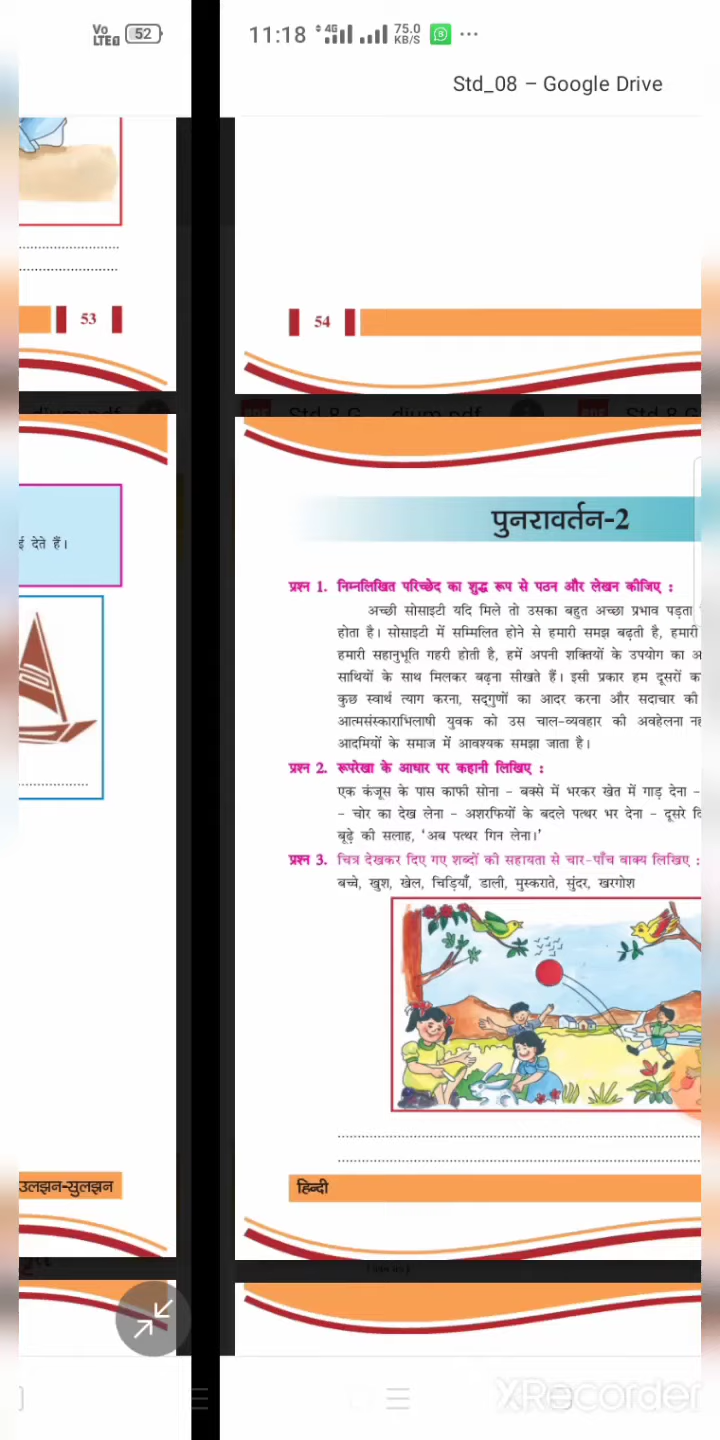 Vo
LTE
52
11:18
4G
75.0
KB/S
Std_08 – Google Drive
53
54
देते हैं।
उलझन-सुलझन
पुनरावर्तन-2
प्रश्न 1. निम्नलिखित परिच्छेद का शुद्ध रूप से पठन और लेखन कीजिए :
अच्छी सोसाइटी यदि मिले तो उसका बहुत अच्छा प्रभाव पड़ता
होता है। सोसाइटी में सम्मिलित होने से हमारी समझ बढ़ती है, हमारी
हमारी सहानुभूति गहरी होती है, हमें अपनी शक्तियों के उपयोग का अ
साथियों के साथ मिलकर बढ़ना सीखते हैं। इसी प्रकार हम दूसरों क
कुछ स्वार्थ त्याग करना, सद्गुणों का आदर करना और सदाचार की
आत्मसंस्काराभिलाषी युवक को उस चाल-व्यवहार की अवहेलना नह
आदमियों के समाज में आवश्यक समझा जाता है।
प्रश्न 2. रूपरेखा के आधार पर कहानी लिखिए :
एक कंजूस के पास काफी सोना – बक्से में भरकर खेत में गाड़ देना –
– चोर का देख लेना – अशरफियों के बदले पत्थर भर देना – दूसरे दि
बूढ़े की सलाह, ‘अब पत्थर गिन लेना।’
प्रश्न 3. चित्र देखकर दिए गए शब्दों की सहायता से चार-पाँच वाक्य लिखिए :
बच्चे, खुश, खेल, चिड़ियाँ, डाली, मुस्कराते, सुंदर, खरगोश
हिन्दी
XRecorder